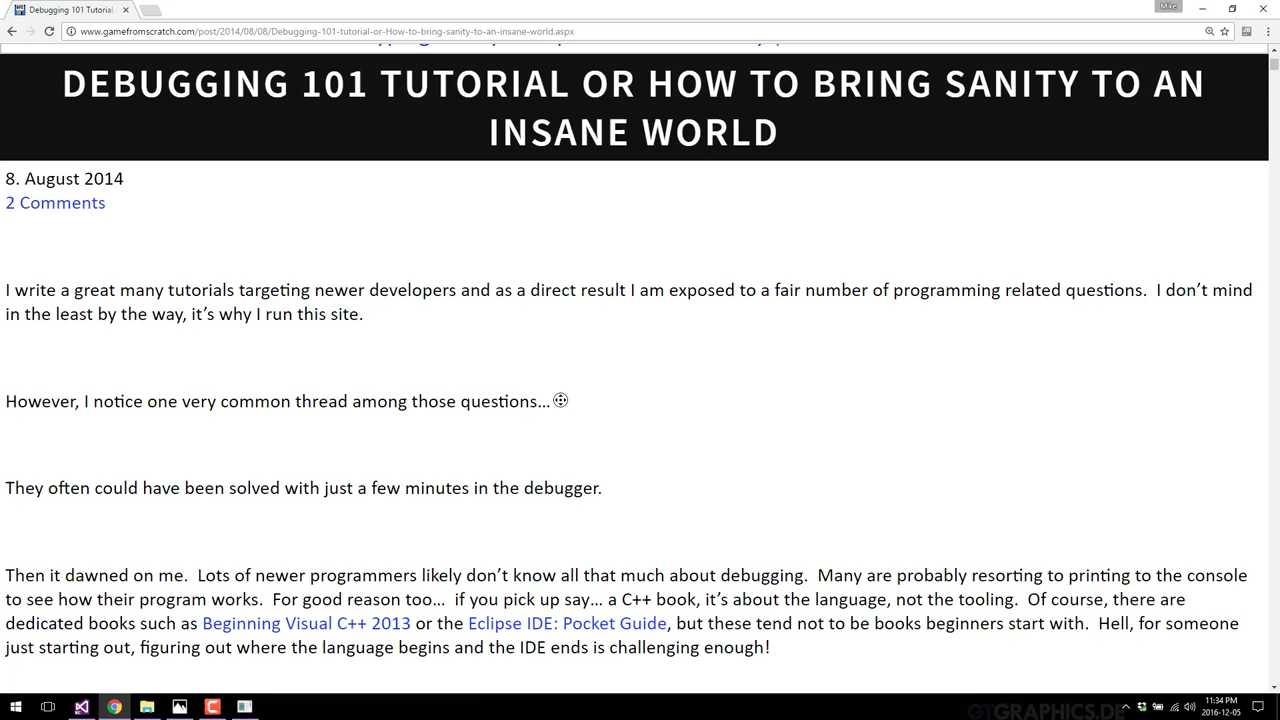 Debugging 101 Tutorial
Mike
www.gamefromscratch.com/post/2014/08/08/Debugging-101-tutorial-or-How-to-bring-sanity-to-an-insane-world.aspx
DEBUGGING 101 TUTORIAL OR HOW TO BRING SANITY TO AN
INSANE WORLD
8. August 2014
2 Comments
I write a great many tutorials targeting newer developers and as a direct result I am exposed to a fair number of programming related questions.  I don’t mind
in the least by the way, it’s why I run this site.
However, I notice one very common thread among those questions…
They often could have been solved with just a few minutes in the debugger.
Then it dawned on me.  Lots of newer programmers likely don’t know all that much about debugging.  Many are probably resorting to printing to the console
to see how their program works.  For good reason too…  if you pick up say… a C++ book, it’s about the language, not the tooling.  Of course, there are
dedicated books such as Beginning Visual C++ 2013 or the Eclipse IDE: Pocket Guide, but these tend not to be books beginners start with.  Hell, for someone
just starting out, figuring out where the language begins and the IDE ends is challenging enough!
11:34 PM
2016-12-05
GTGRAPHICS.DE